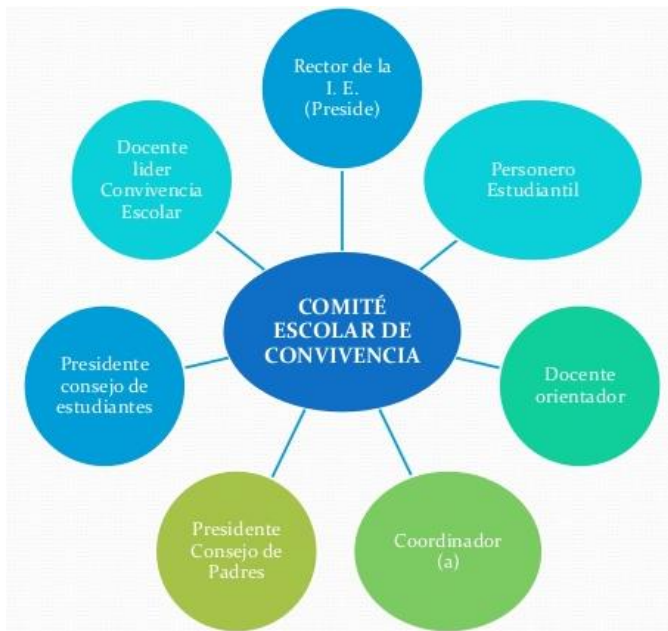 Rector de la
I. E.
(Preside)
Docente
lider
Convivencia
Escolar
Personero
Estudiantil
COMITÉ
ESCOLAR DE
CONVIVENCIA
Presidente
consejo de
estudiantes
Docente
orientador
Presidente
Consejo de
Padres
Coordinador
(a)